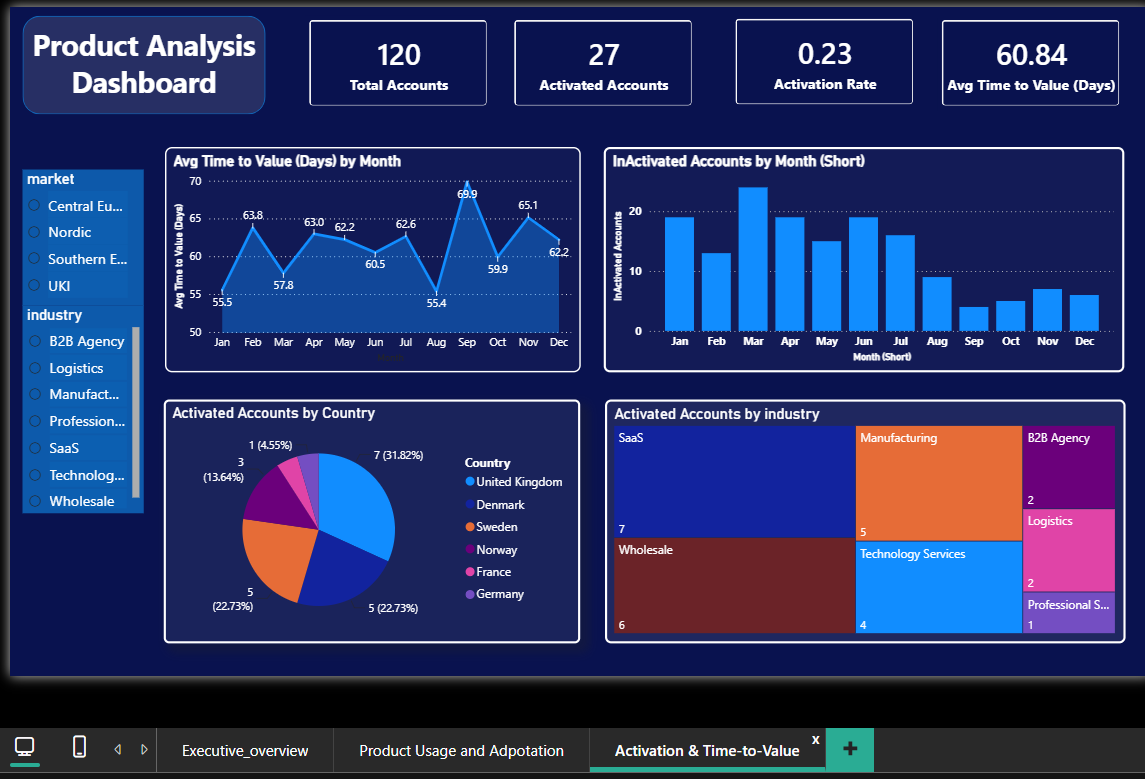 Product Analysis
Dashboard
120
Total Accounts
27
Activated Accounts
0.23
Activation Rate
60.84
Avg Time to Value (Days)
market
Central Eu...
Nordic
Southern E...
UKI
industry
B2B Agency
Logistics
Manufact...
Profession...
SaaS
Technolog...
Wholesale
Avg Time to Value (Days) by Month
Avg Time to Value (Days)
70
65
60
55
50
55.5
63.8
57.8
63.0
62.2
60.5
62.6
55.4
69.9
59.9
65.1
62.2
Jan Feb Mar Apr May Jun Jul Aug Sep Oct Nov Dec
Month
InActivated Accounts by Month (Short)
InActivated Accounts
20
10
0
Jan Feb Mar Apr May Jun Jul Aug Sep Oct Nov Dec
Month (Short)
Activated Accounts by Country
1 (4.55%)
7 (31.82%)
3
(13.64%)
5
(22.73%)
5 (22.73%)
Country
United Kingdom
Denmark
Sweden
Norway
France
Germany
Activated Accounts by industry
SaaS
7
Wholesale
6
Manufacturing
5
Technology Services
4
B2B Agency
2
Logistics
2
Professional S...
1
Executive_overview
Product Usage and Adpotation
Activation & Time-to-Value
x
+